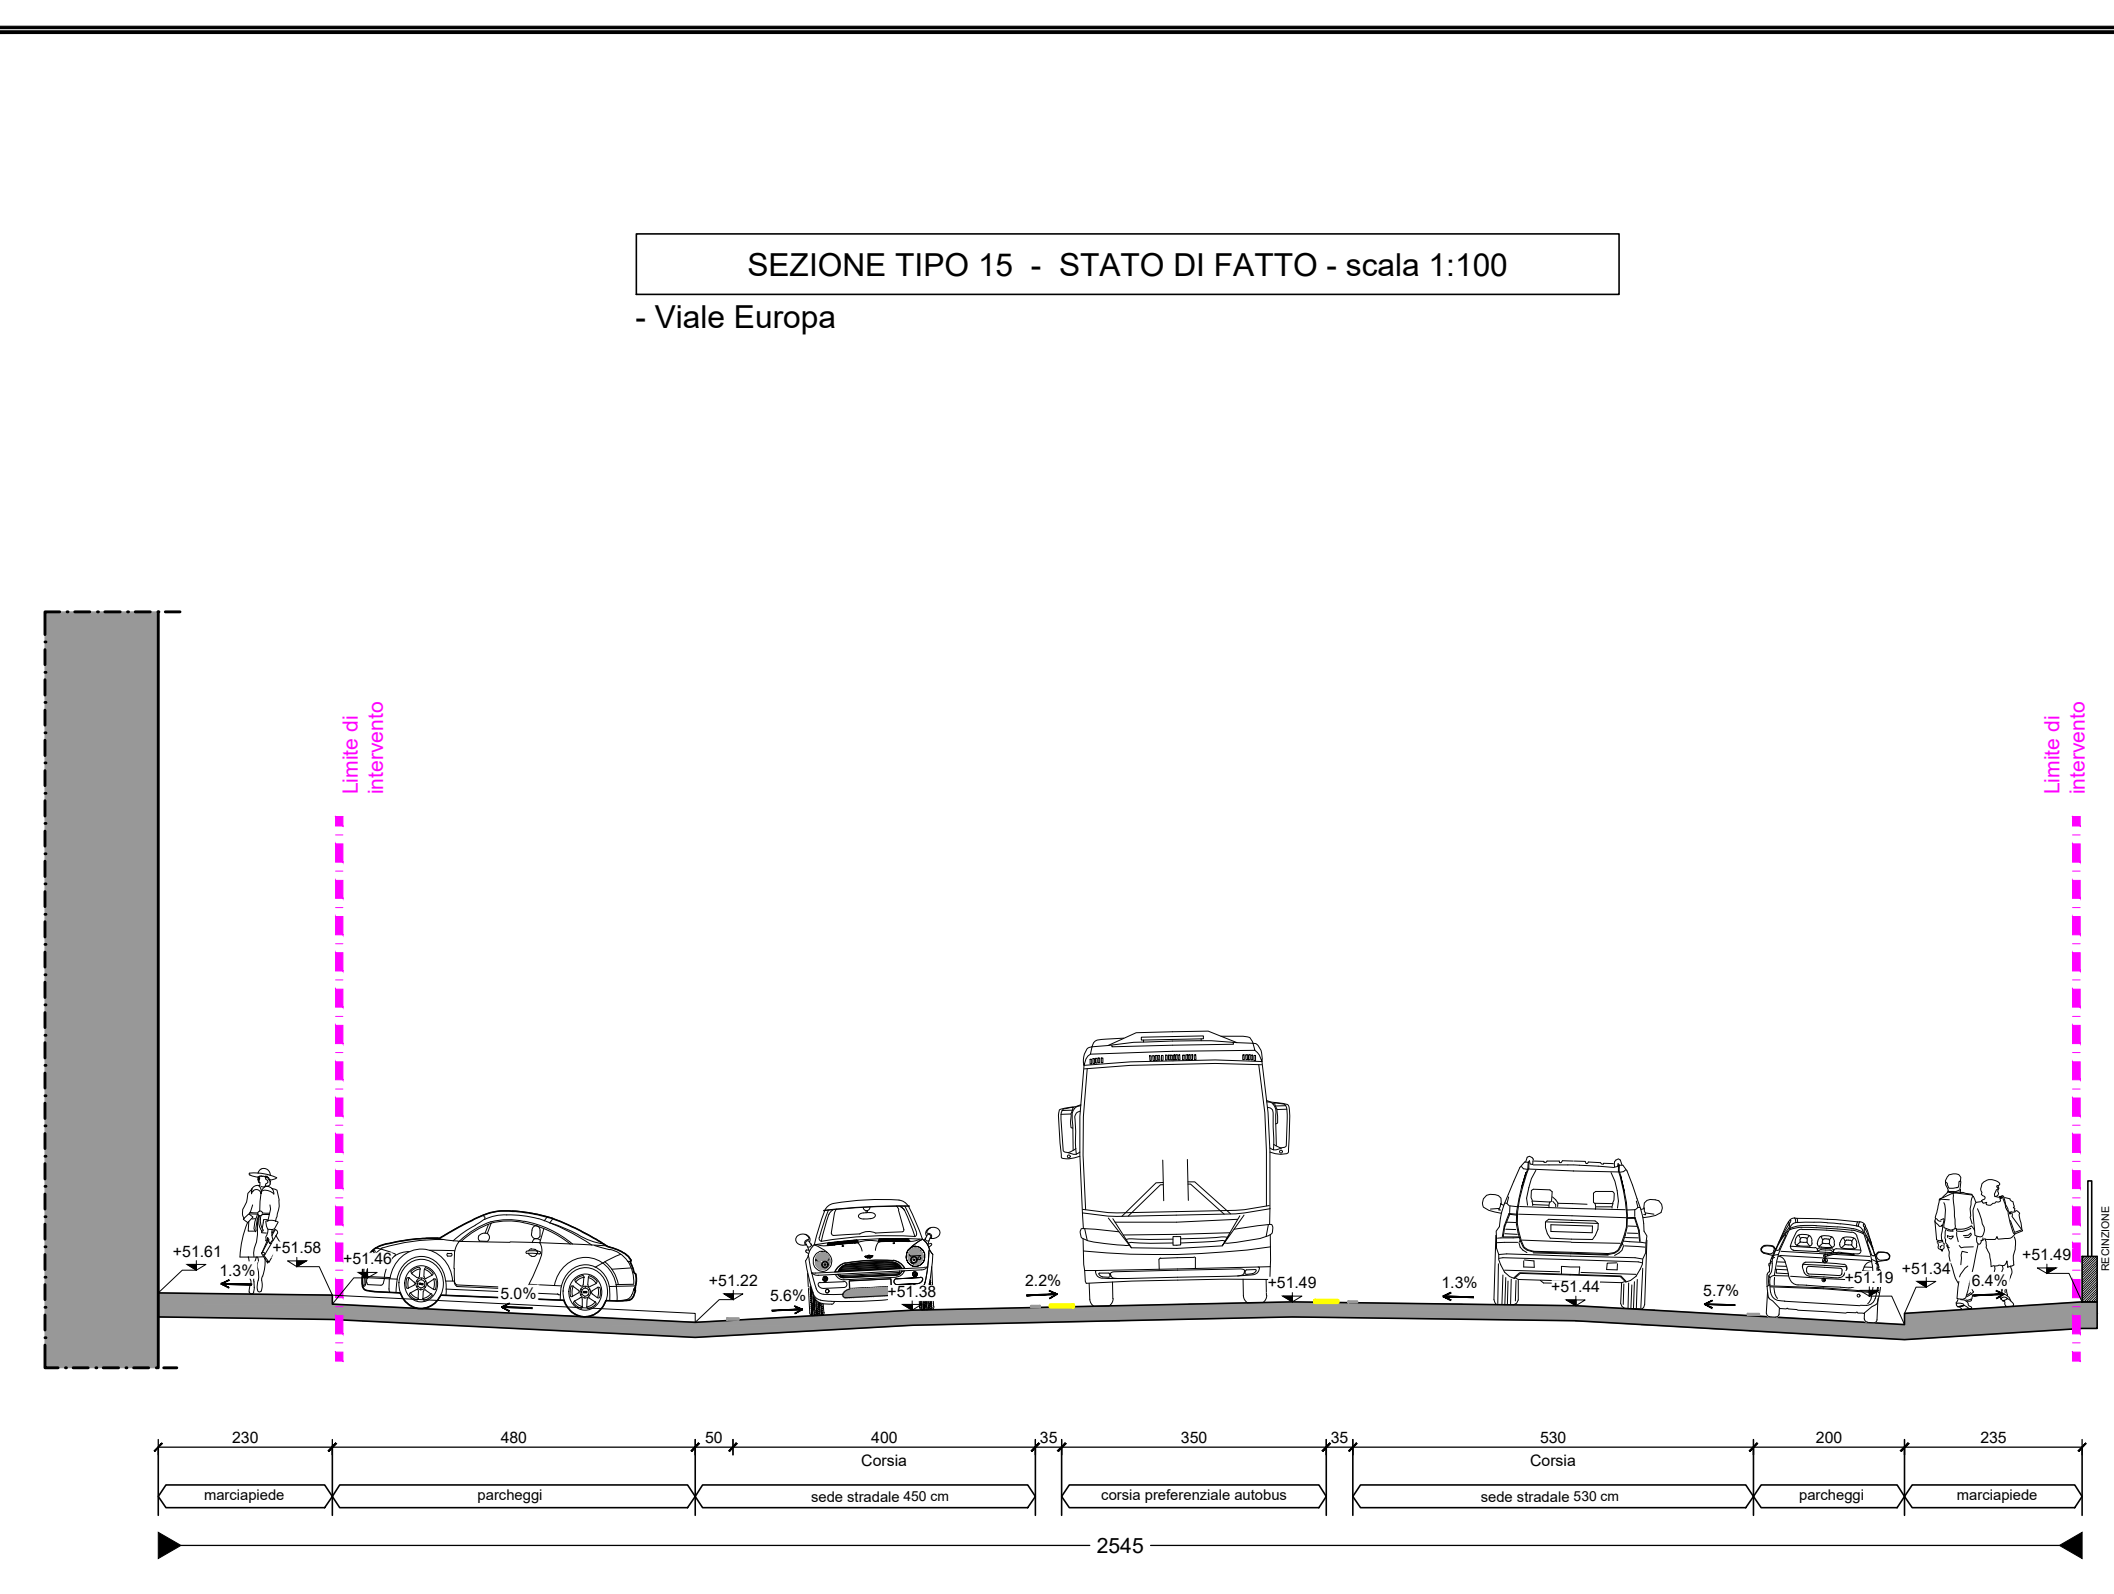 SEZIONE TIPO 15 - STATO DI FATTO - scala 1:100
- Viale Europa
Limite di
intervento
Limite di
intervento
+51.61
1.3%
+51.58
+51.46
5.0%
+51.22
5.6%
+51.38
2.2%
+51.49
1.3%
+51.44
5.7%
+51.19
+51.34
6.4%
+51.49
RECINZIONE
230
480
50
400
35
350
35
530
200
235
Corsia
Corsia
marciapiede
parcheggi
sede stradale 450 cm
corsia preferenziale autobus
sede stradale 530 cm
parcheggi
marciapiede
2545